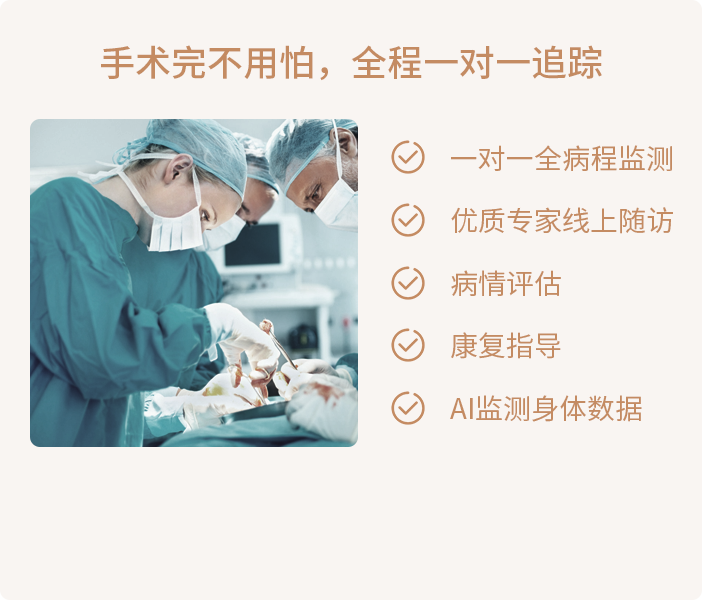 手术完不用怕，全程一对一追踪
一对一全病程监测
优质专家线上随访
病情评估
康复指导
AI监测身体数据